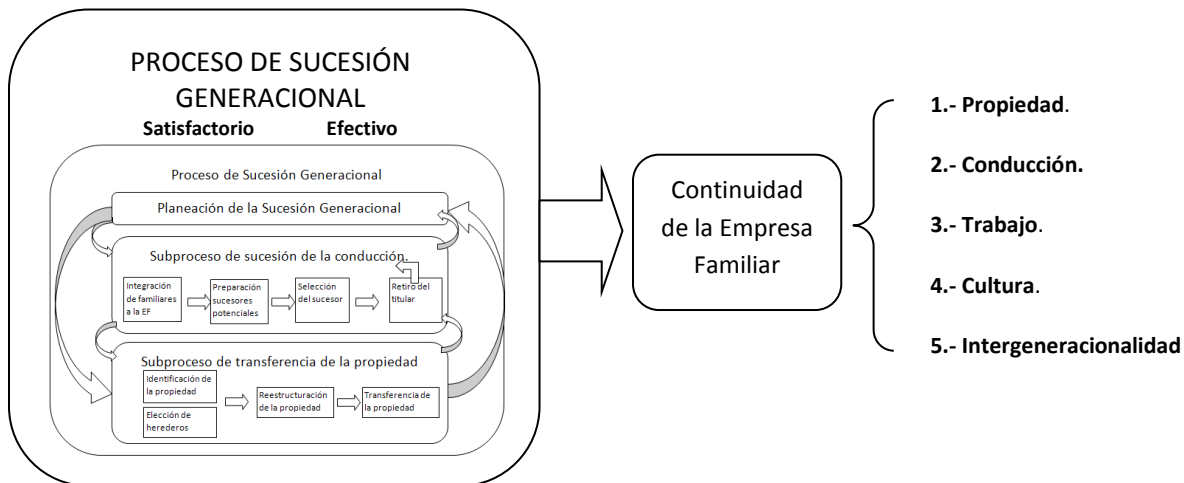 PROCESO DE SUCESIÓN
GENERACIONAL
Satisfactorio Efectivo
Proceso de Sucesión Generacional
Planeación de la Sucesión Generacional
Subproceso de sucesión de la conducción.
Integración
de familiares
a la EF
Preparación
sucesores
potenciales
Selección
del sucesor
Retiro del
titular
Subproceso de transferencia de la propiedad
Identificación de
la propiedad
Elección de
herederos
Reestructuración
de la propiedad
Transferencia de
la propiedad
Continuidad
de la Empresa
Familiar
1.- Propiedad.
2.- Conducción.
3.- Trabajo.
4.- Cultura.
5.- Intergeneracionalidad